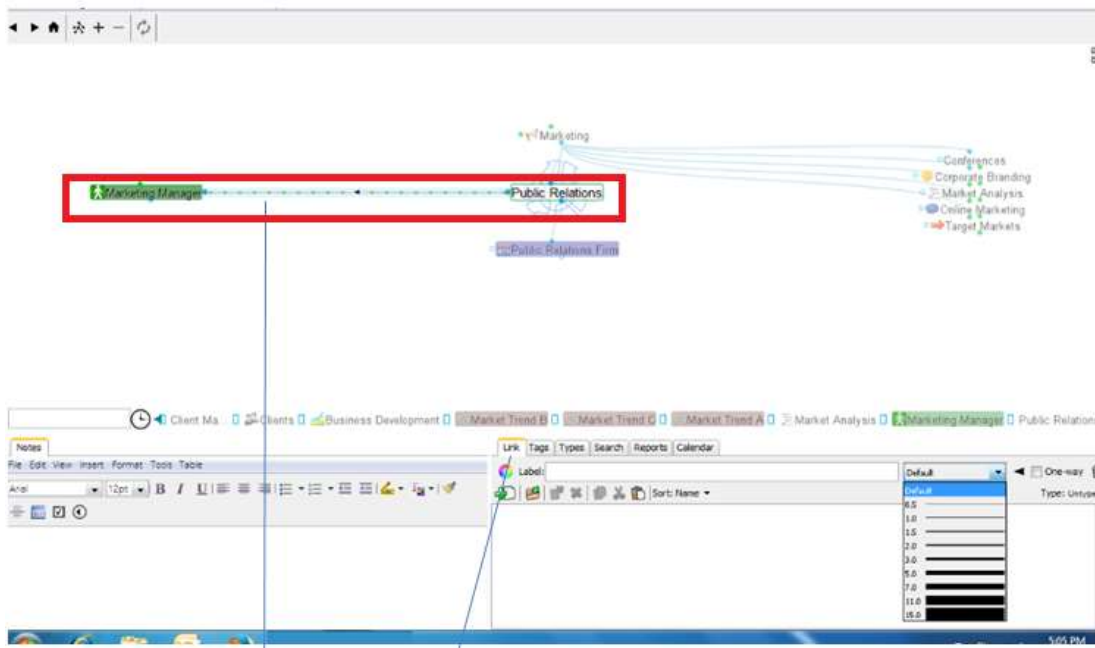 Marketing
Conferences
Corporate Branding
Marketing Manager
Public Relations
Market Analysis
Online Marketing
Target Markets
Public Relations Firm
Client Ma... Clients Business Development Market Trend B Market Trend C Market Trend A Market Analysis Marketing Manager Public Relation
Notes
Link Tags Types Search Reports Calendar
File Edit View Insert Format Tools Table
Label:
Default
One-way
Arial 12pt B I U
Sort: Name
Default
Type: Untype
0.5
1.0
1.5
2.0
3.0
5.0
7.0
11.0
15.0
5:05 PM